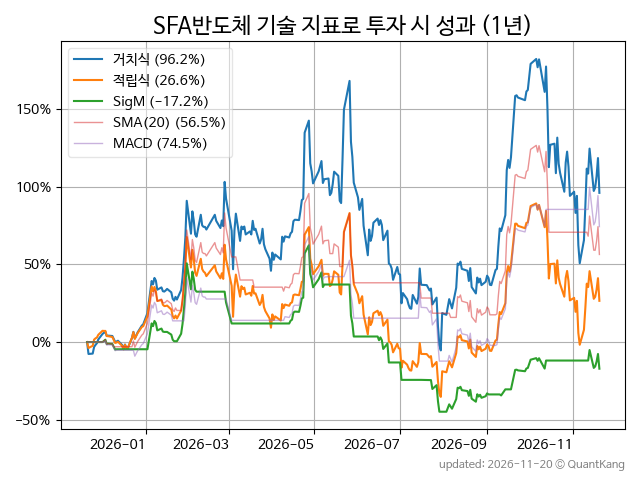 SFA반도체 기술 지표로 투자 시 성과 (1년)
거치식 (96.2%)
적립식 (26.6%)
SigM (−17.2%)
SMA(20) (56.5%)
MACD (74.5%)
150%
100%
50%
0%
−50%
2026-01 2026-03 2026-05 2026-07 2026-09 2026-11
updated: 2026-11-20 © QuantKang